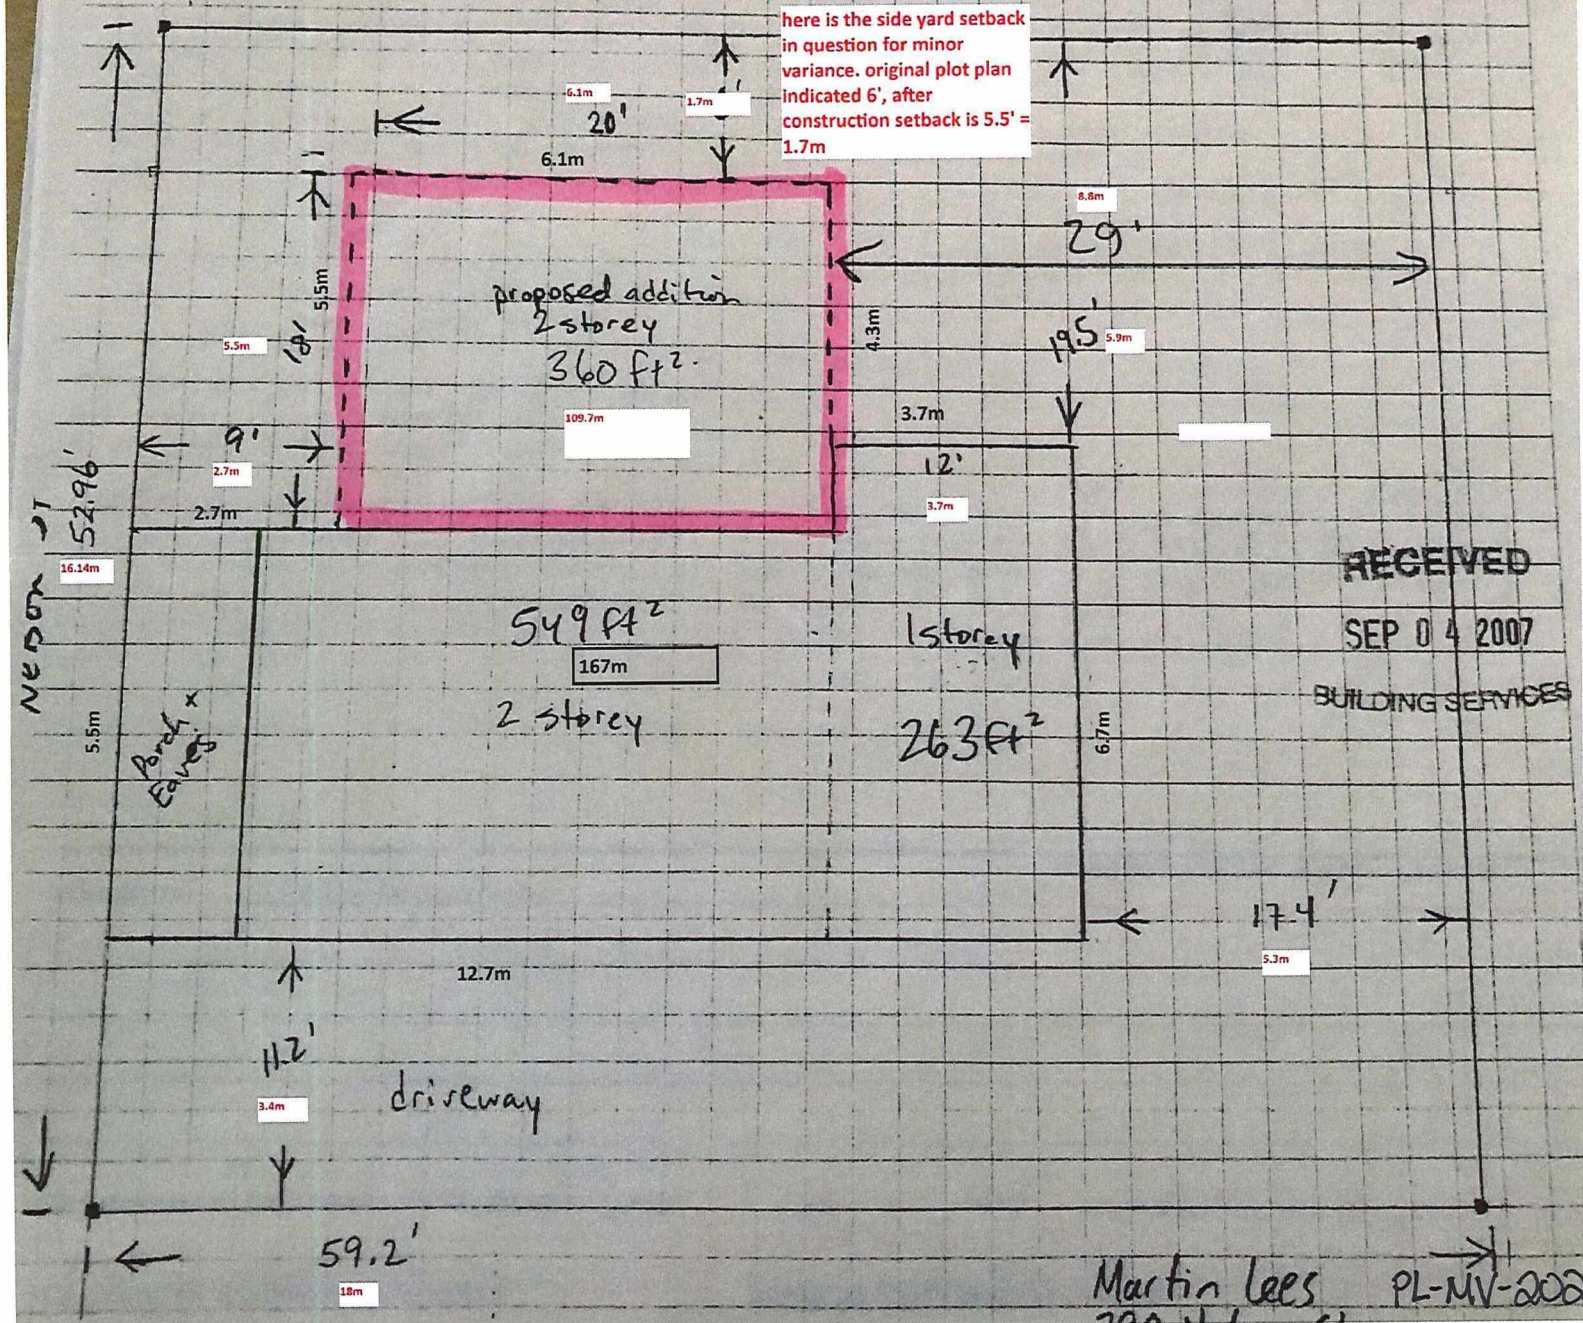 here is the side yard setback
in question for minor
variance. original plot plan
indicated 6', after
construction setback is 5.5' =
1.7m
6.1m
1.7m
20'
6.1m
8.8m
29'
5.5m
proposed addition
2 storey
360 ft².
18'
5.5m
4.3m
19.5'
5.9m
109.7m
3.7m
9'
12'
2.7m
3.7m
2.7m
52.96'
16.14m
RECEIVED
SEP 04 2007
BUILDING SERVICES
549 ft²
167m
2 storey
1 storey
263 ft²
Porch x
Eaves
5.5m
6.7m
17.4'
5.3m
12.7m
11.2'
3.4m
driveway
59.2'
18m
Martin Lees
PL-MV-202